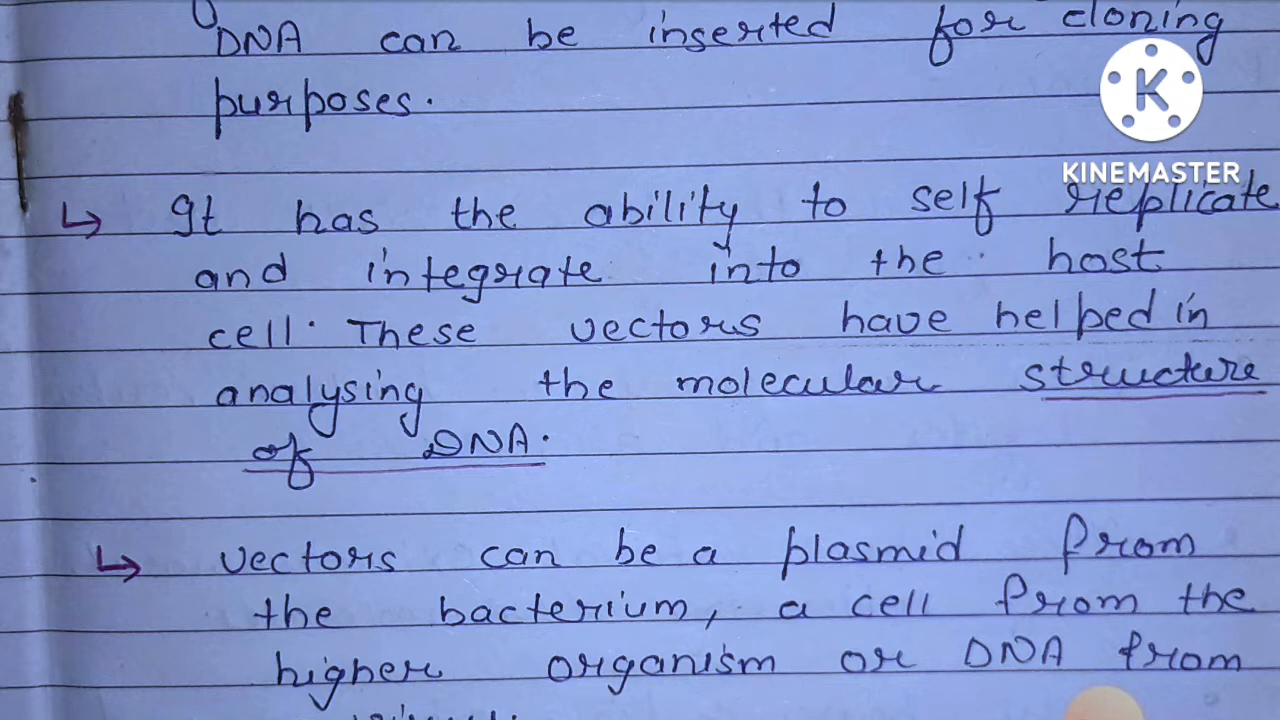 DNA can be inserted for cloning
purposes.
KINEMASTER
↳ It has the ability to self replicate
and integrate into the host
cell. These vectors have helped in
analysing the molecular structure
of DNA.
↳ vectors can be a plasmid from
the bacterium, a cell from the
higher organism or DNA from